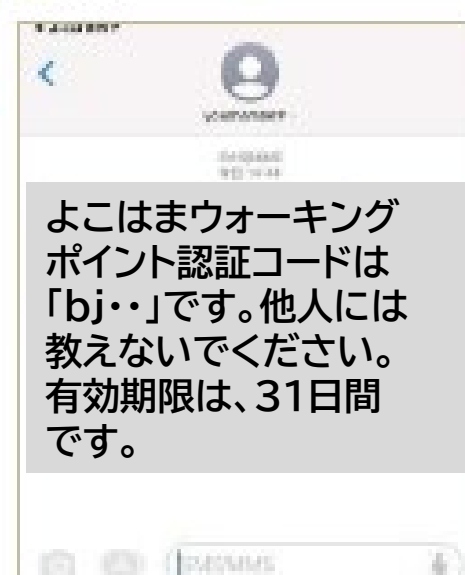 よこはまウォーキング
ポイント認証コードは
「bj・・」です。他人には
教えないでください。
有効期限は、31日間
です。